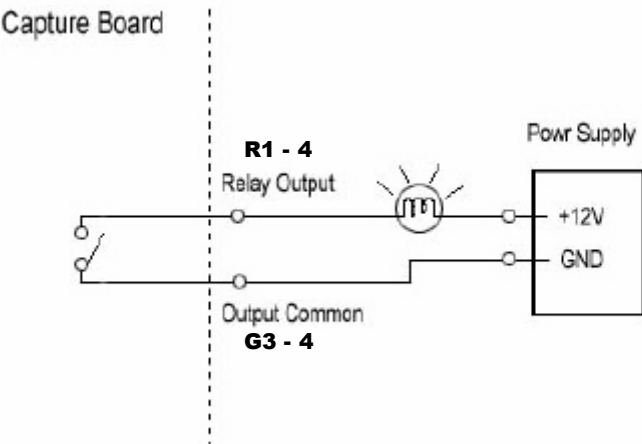 Capture Board
R1 - 4
Relay Output
Powr Supply
+12V
GND
Output Common
G3 - 4